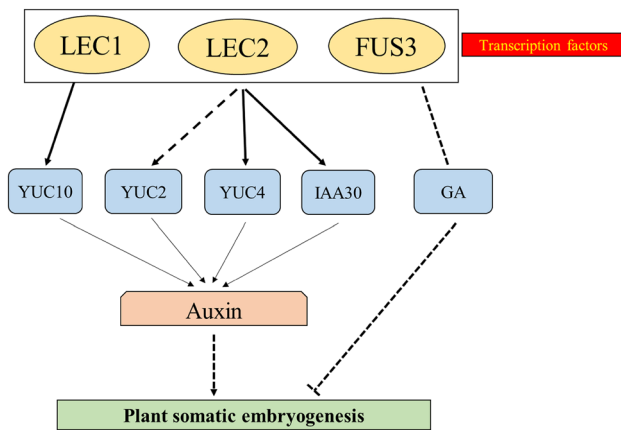 LEC1
LEC2
FUS3
Transcription factors
YUC10
YUC2
YUC4
IAA30
GA
Auxin
Plant somatic embryogenesis